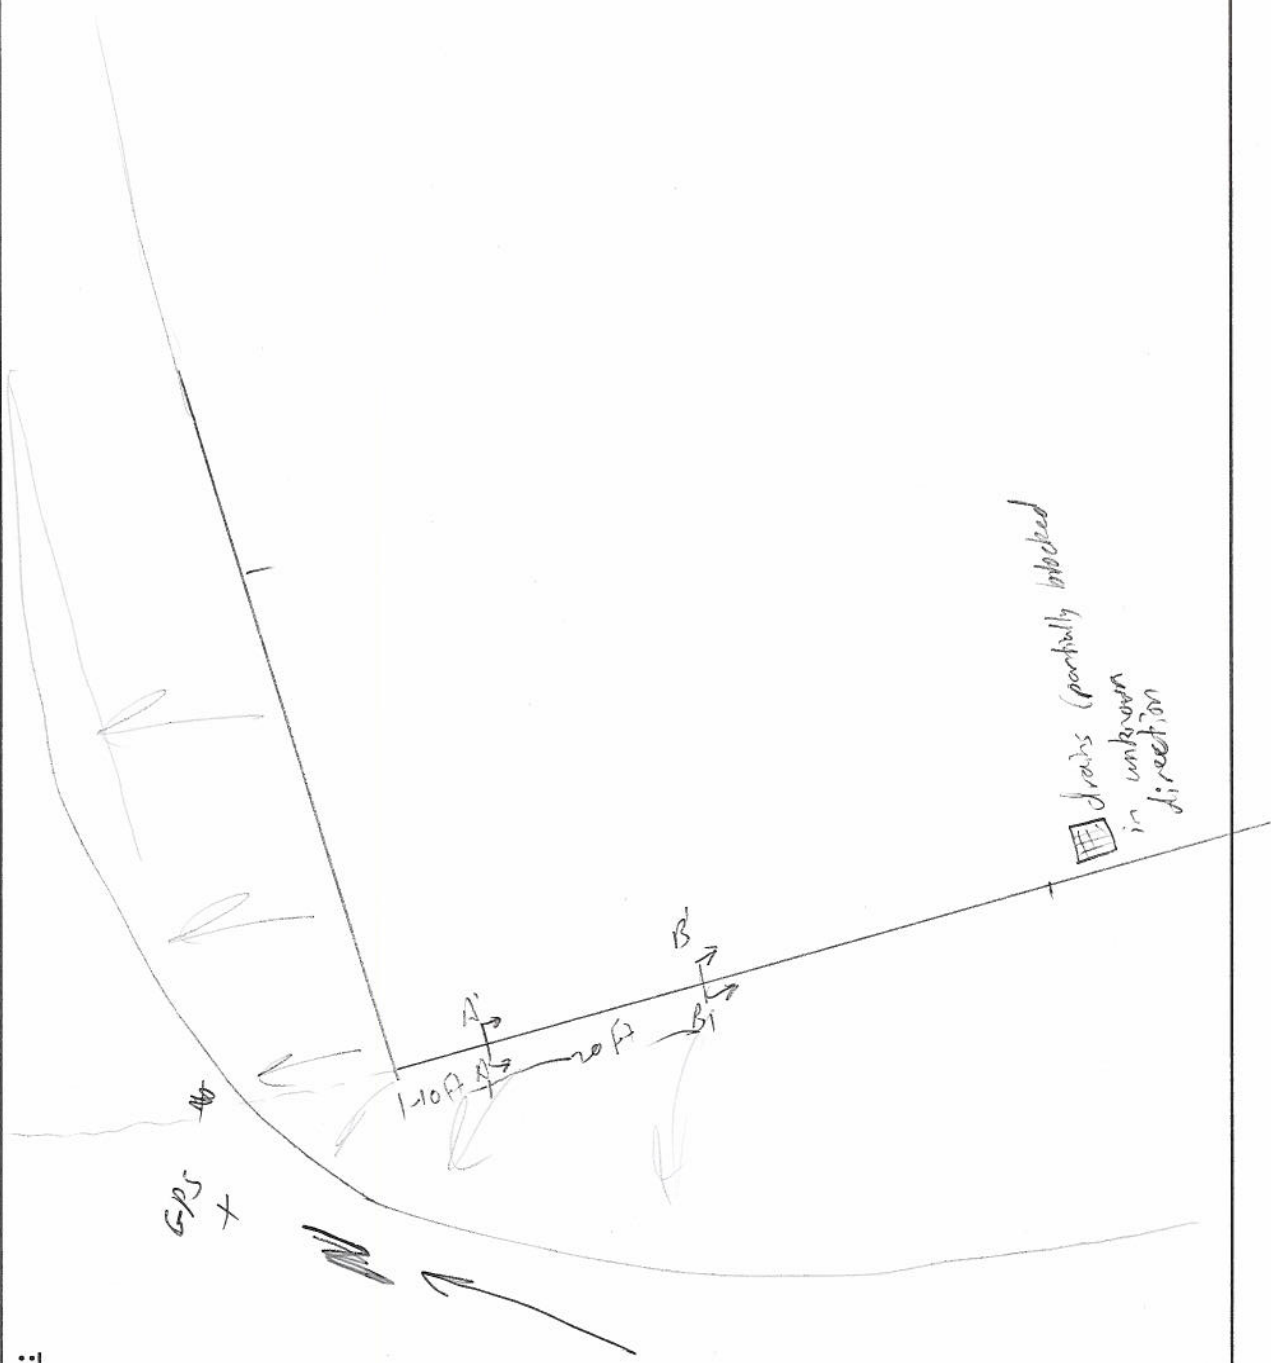 drains (partially blocked
in unknown
direction
B'
B
A'
A
20 ft
10 ft
GPS
X
N